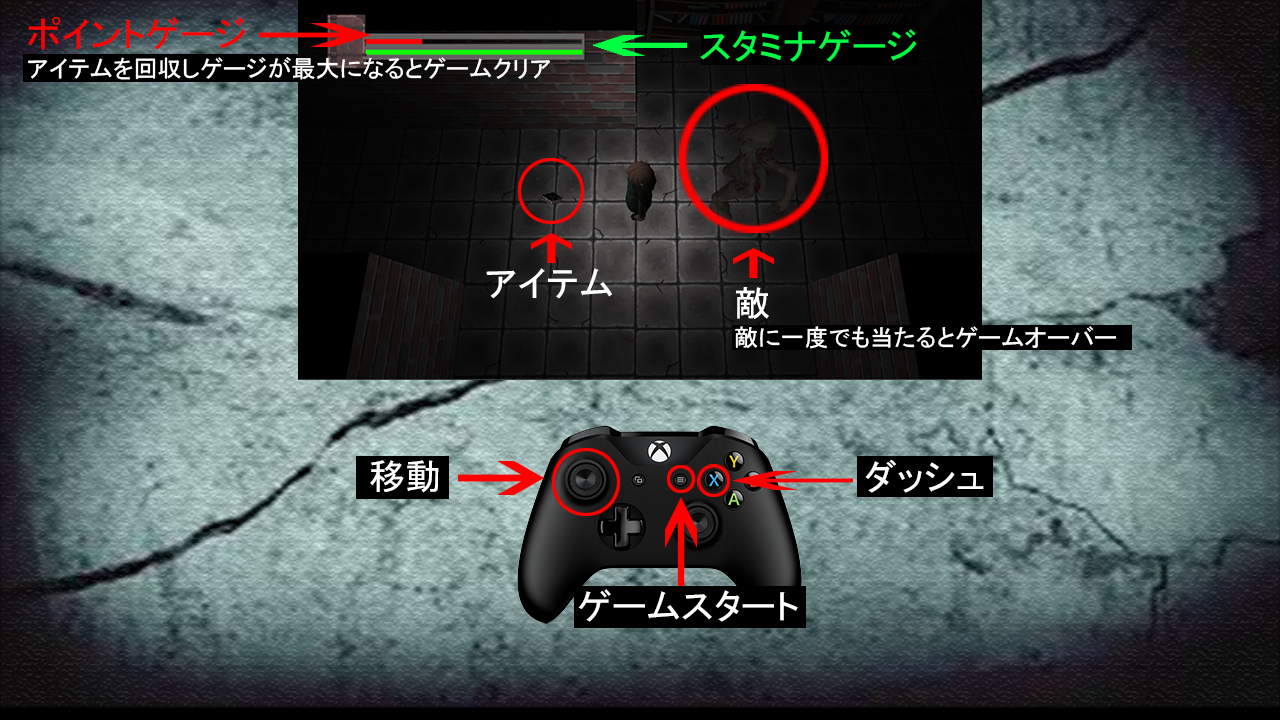 ポイントゲージ
スタミナゲージ
アイテムを回収しゲージが最大になるとゲームクリア
アイテム
敵
敵に一度でも当たるとゲームオーバー
移動
Y
X
A
ダッシュ
ゲームスタート